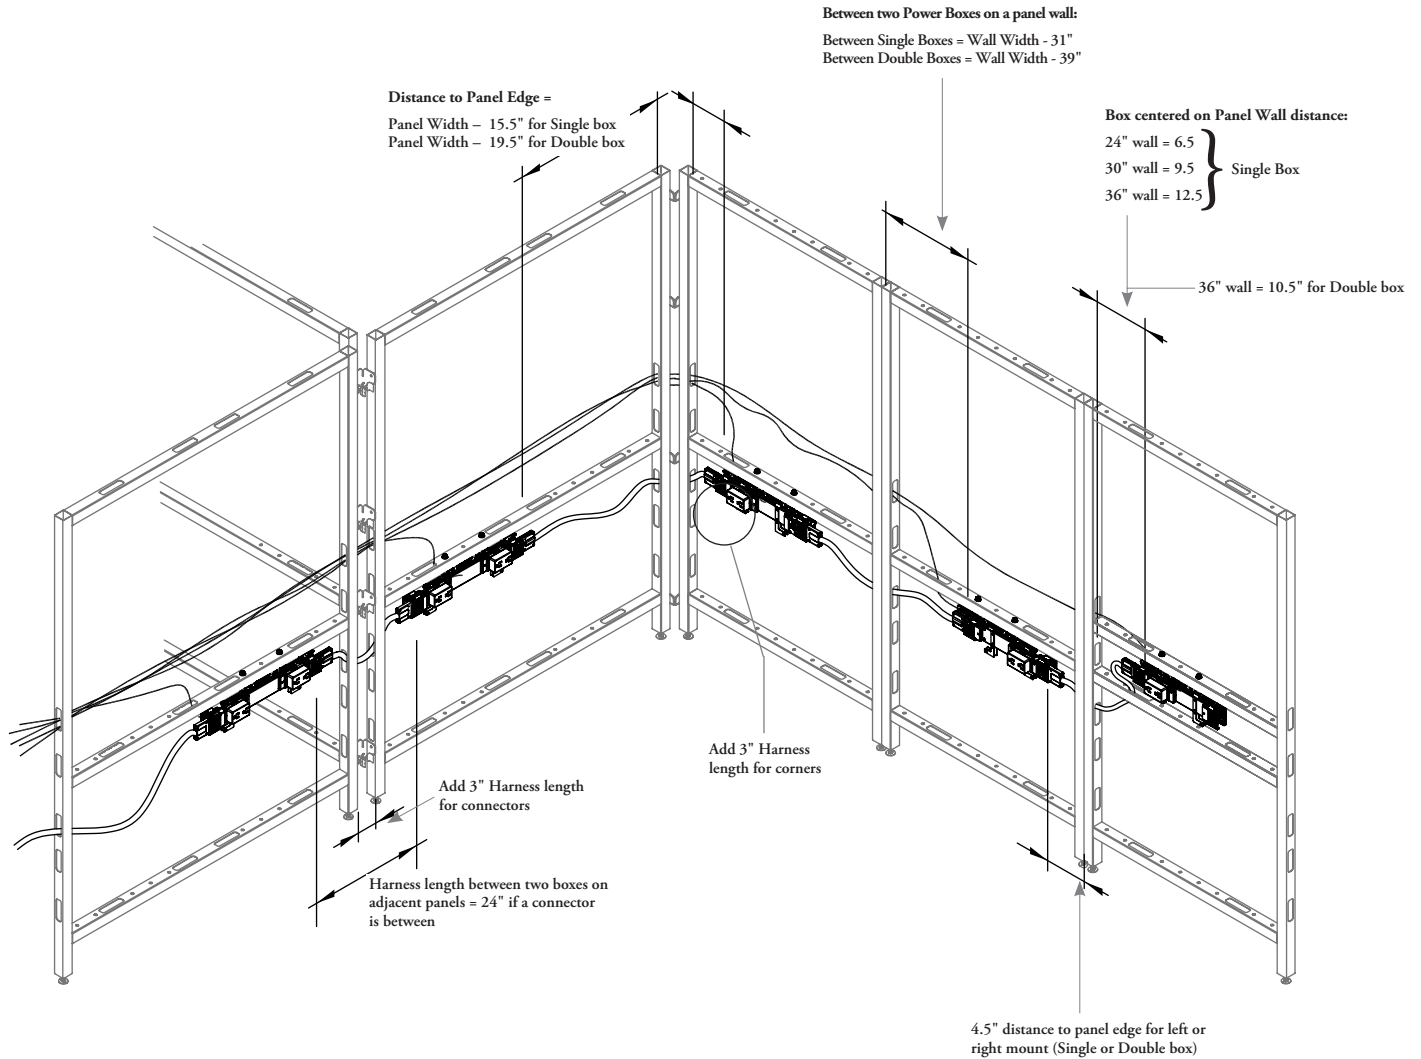 Between two Power Boxes on a panel wall:
Between Single Boxes = Wall Width - 31"
Between Double Boxes = Wall Width - 39"
Distance to Panel Edge =
Panel Width –  15.5" for Single box
Panel Width –  19.5" for Double box
Box centered on Panel Wall distance:
24" wall = 6.5
30" wall = 9.5
36" wall = 12.5
Single Box
36" wall = 10.5" for Double box
Add 3" Harness
length for corners
Add 3" Harness length
for connectors
Harness length between two boxes on
adjacent panels = 24" if a connector
is between
4.5" distance to panel edge for left or
right mount (Single or Double box)